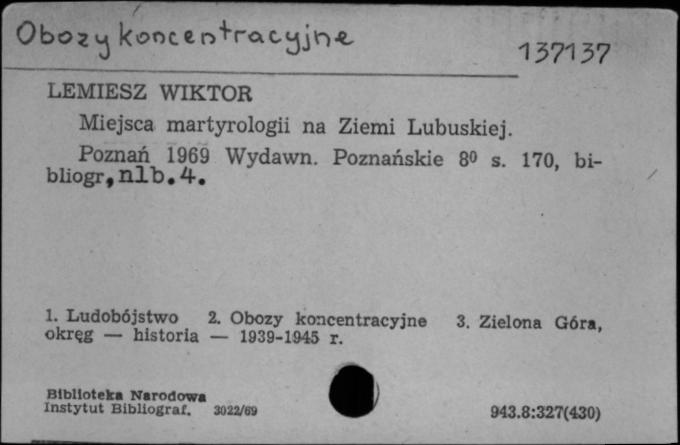 Obozy koncentracyjne
137137
LEMIESZ WIKTOR
Miejsca martyrologii na Ziemi Lubuskiej.
Poznań 1969 Wydawn. Poznańskie 8⁰ s. 170, bi-
bliogr, nlb. 4.
1. Ludobójstwo 2. Obozy koncentracyjne 3. Zielona Góra,
okręg — historia — 1939-1945 r.
Biblioteka Narodowa
Instytut Bibliograf. 3022/69
943.8:327(430)